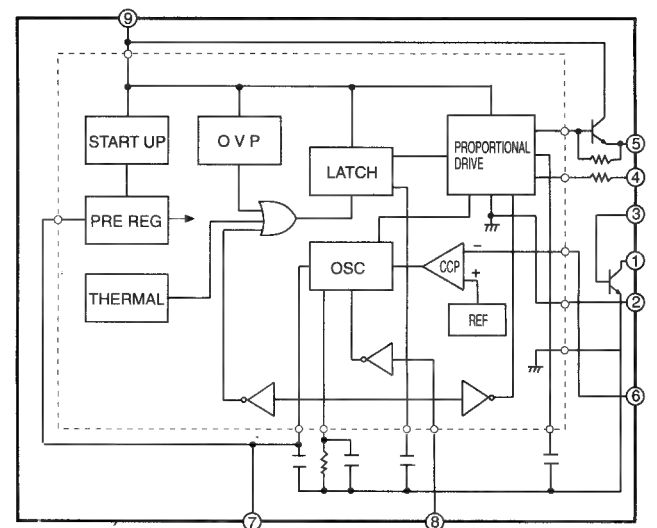 ⑨
START UP
O V P
LATCH
PROPORTIONAL
DRIVE
⑤
④
PRE REG
③
THERMAL
OSC
CCP
−
+
REF
①
②
⑥
⑦
⑧